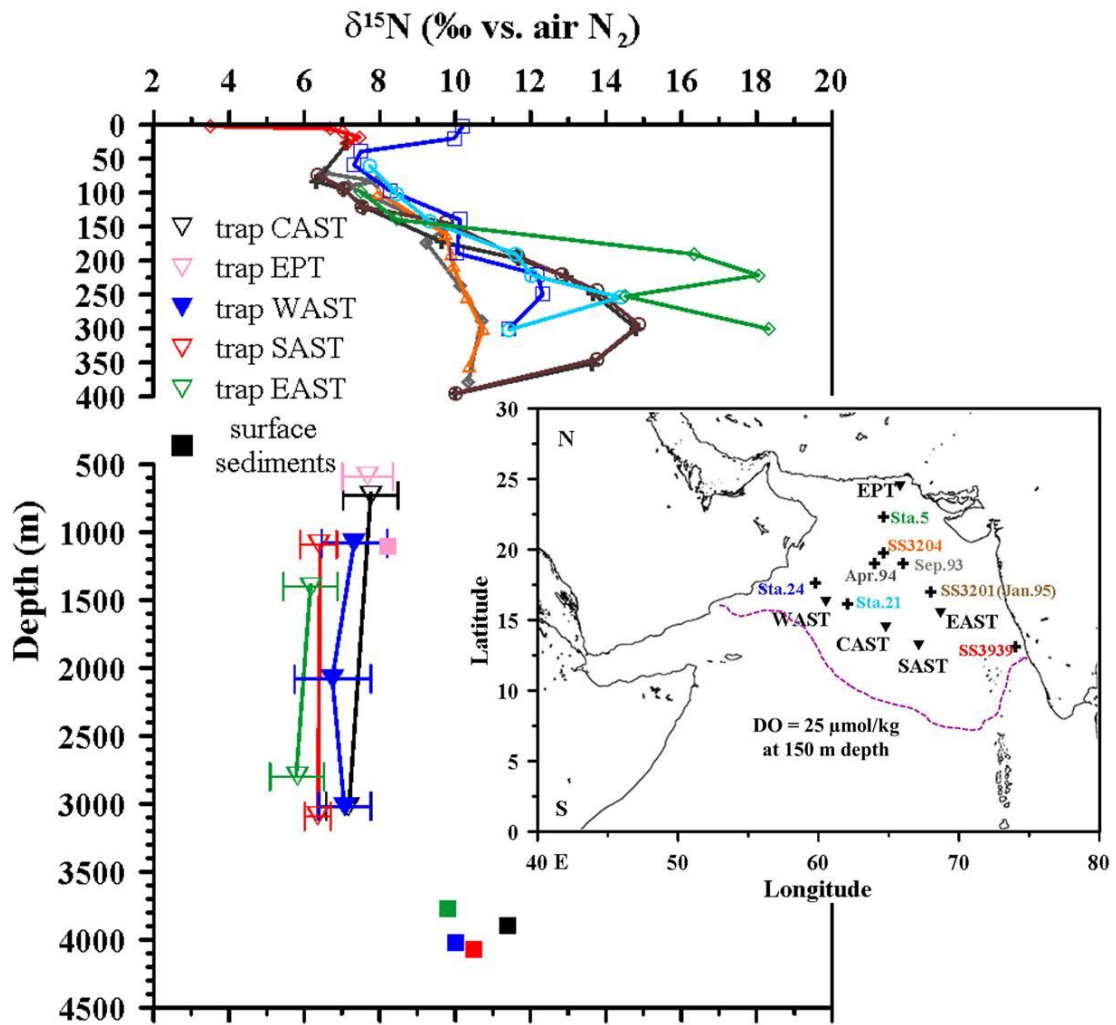 δ¹⁵N (‰ vs. air N₂)
2 4 6 8 10 12 14 16 18 20
0
50
100
150
200
250
300
350
400
trap CAST
trap EPT
trap WAST
trap SAST
trap EAST
surface
sediments
Depth (m)
500
1000
1500
2000
2500
3000
3500
4000
4500
30
25
20
15
10
5
0
Latitude
N
EPT
Sta.5
SS3204
Apr.94
Sep.93
Sta.24
SS3201(Jan.95)
WAST
Sta.21
EAST
CAST
SAST
SS3939
DO = 25 µmol/kg
at 150 m depth
S
40 E 50 60 70 80
Longitude